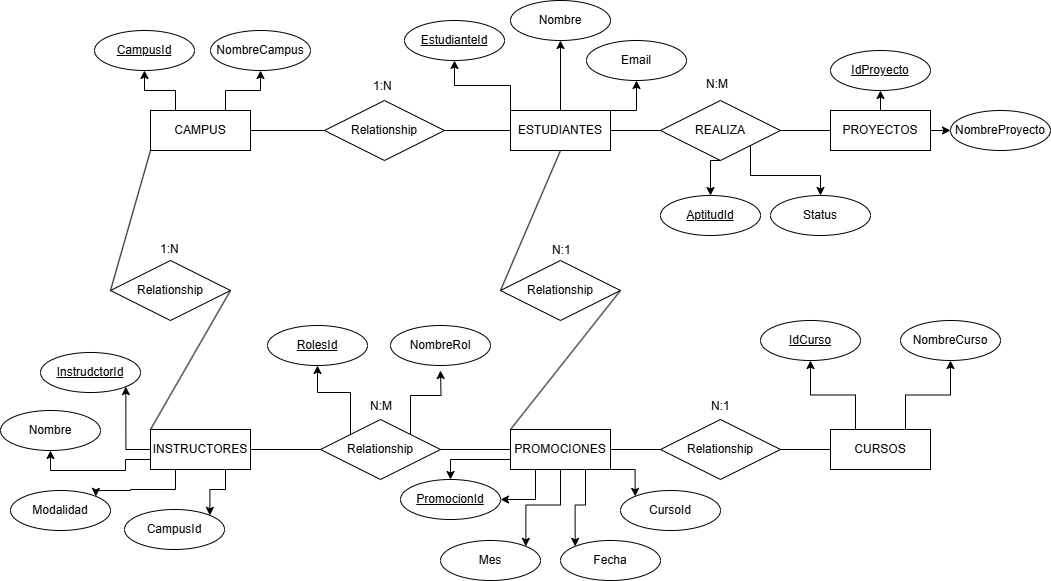 Nombre
EstudianteId
CampusId
NombreCampus
Email
IdProyecto
1:N
N:M
CAMPUS
Relationship
ESTUDIANTES
REALIZA
PROYECTOS
NombreProyecto
AptitudId
Status
1:N
N:1
Relationship
Relationship
RolesId
NombreRol
IdCurso
NombreCurso
InstrudctorId
N:M
N:1
Nombre
INSTRUCTORES
Relationship
PROMOCIONES
Relationship
CURSOS
PromocionId
Modalidad
CursoId
CampusId
Mes
Fecha